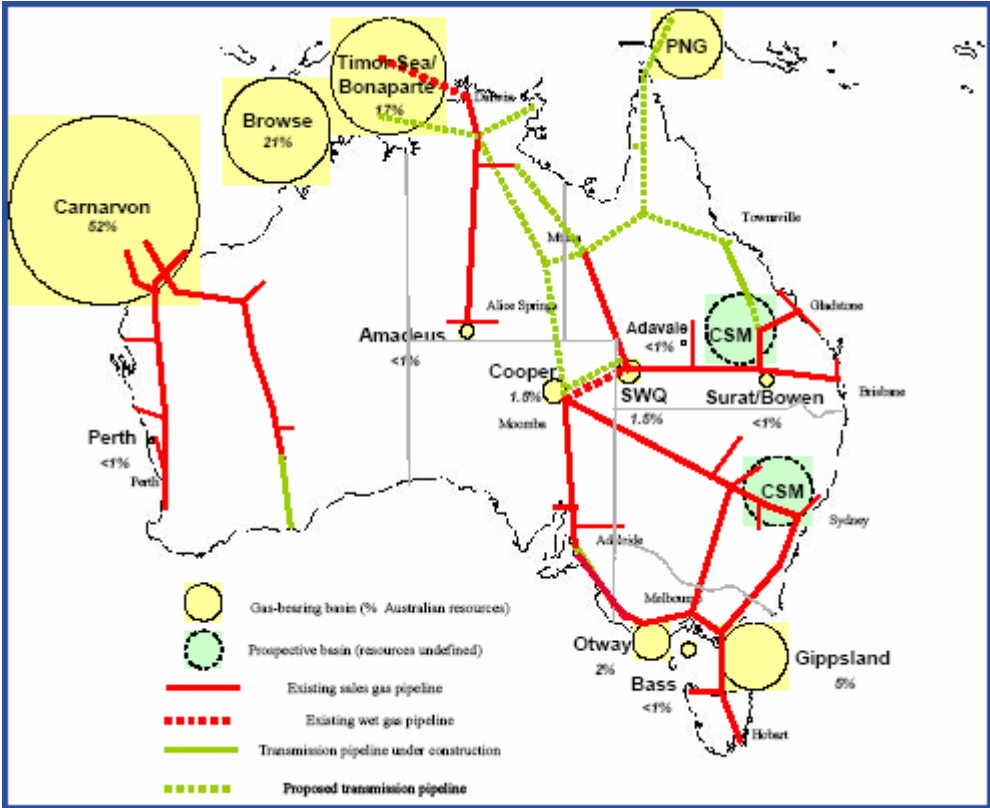 PNG
Timor Sea/
Bonaparte
17%
Darwin
Browse
21%
Carnarvon
52%
Townsville
Mt Isa
Alice Springs
Gladstone
Amadeus
<1%
Adavale
<1%
CSM
Cooper
1.5%
SWQ
1.5%
Surat/Bowen
<1%
Brisbane
Moomba
Perth
<1%
Perth
CSM
Sydney
Adelaide
Melbourne
Otway
2%
Bass
<1%
Gippsland
5%
Hobart
Gas-bearing basin (% Australian resources)
Prospective basin (resources undefined)
Existing sales gas pipeline
Existing wet gas pipeline
Transmission pipeline under construction
Proposed transmission pipeline